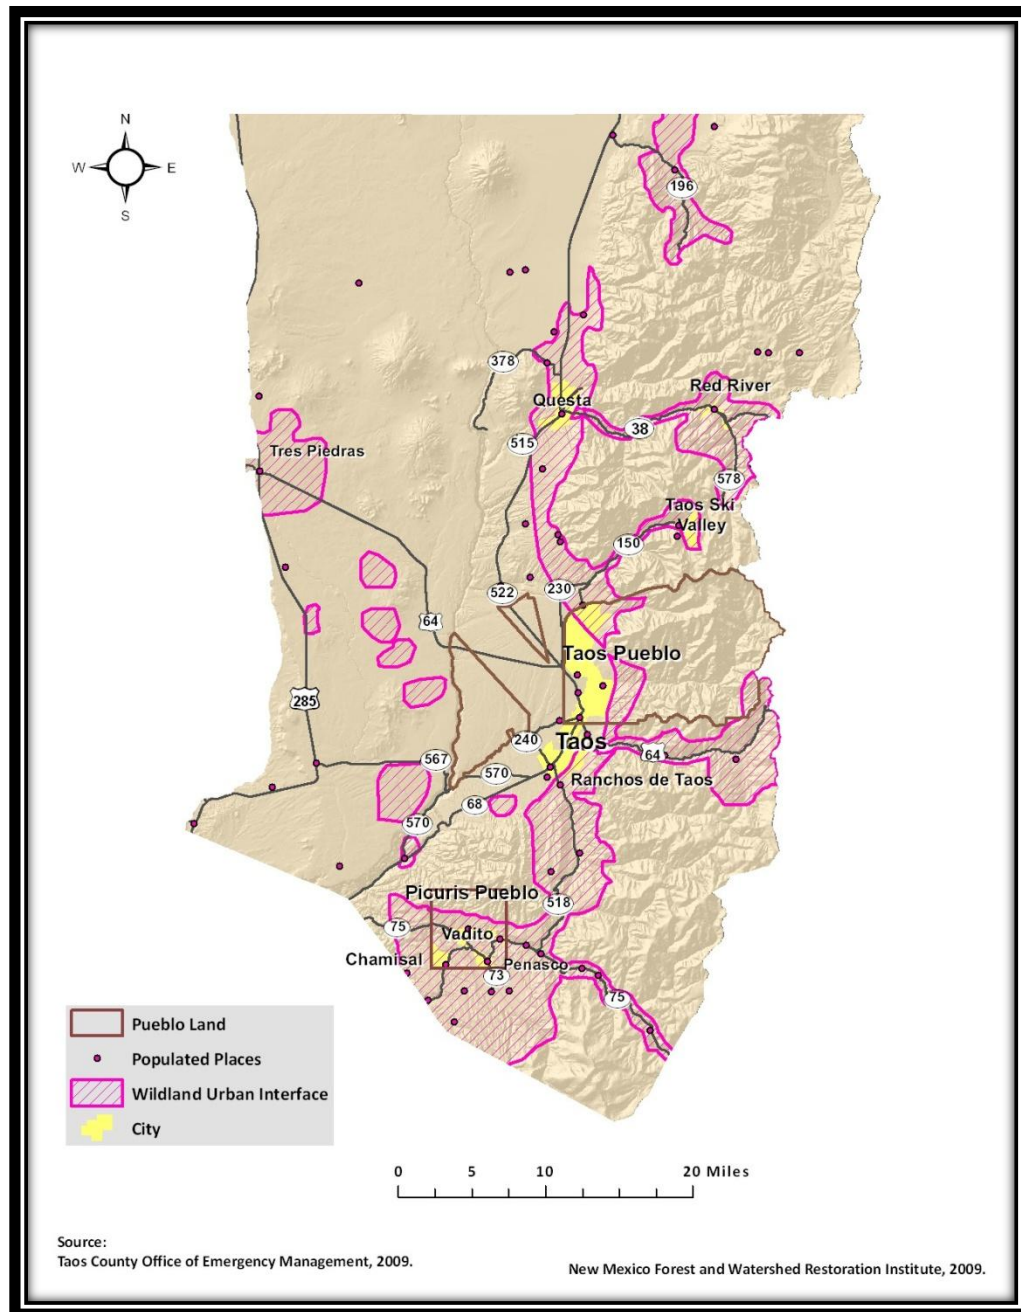 N
W E
S
196
378
Questa
Red River
38
515
Tres Piedras
578
Taos Ski
Valley
150
522
230
64
Taos Pueblo
285
240
Taos
64
567
570
Ranchos de Taos
68
570
Picuris Pueblo
518
75
Vadito
Chamisal
Penasco
73
75
Pueblo Land
Populated Places
Wildland Urban Interface
City
0 5 10 20 Miles
Source:
Taos County Office of Emergency Management, 2009.
New Mexico Forest and Watershed Restoration Institute, 2009.